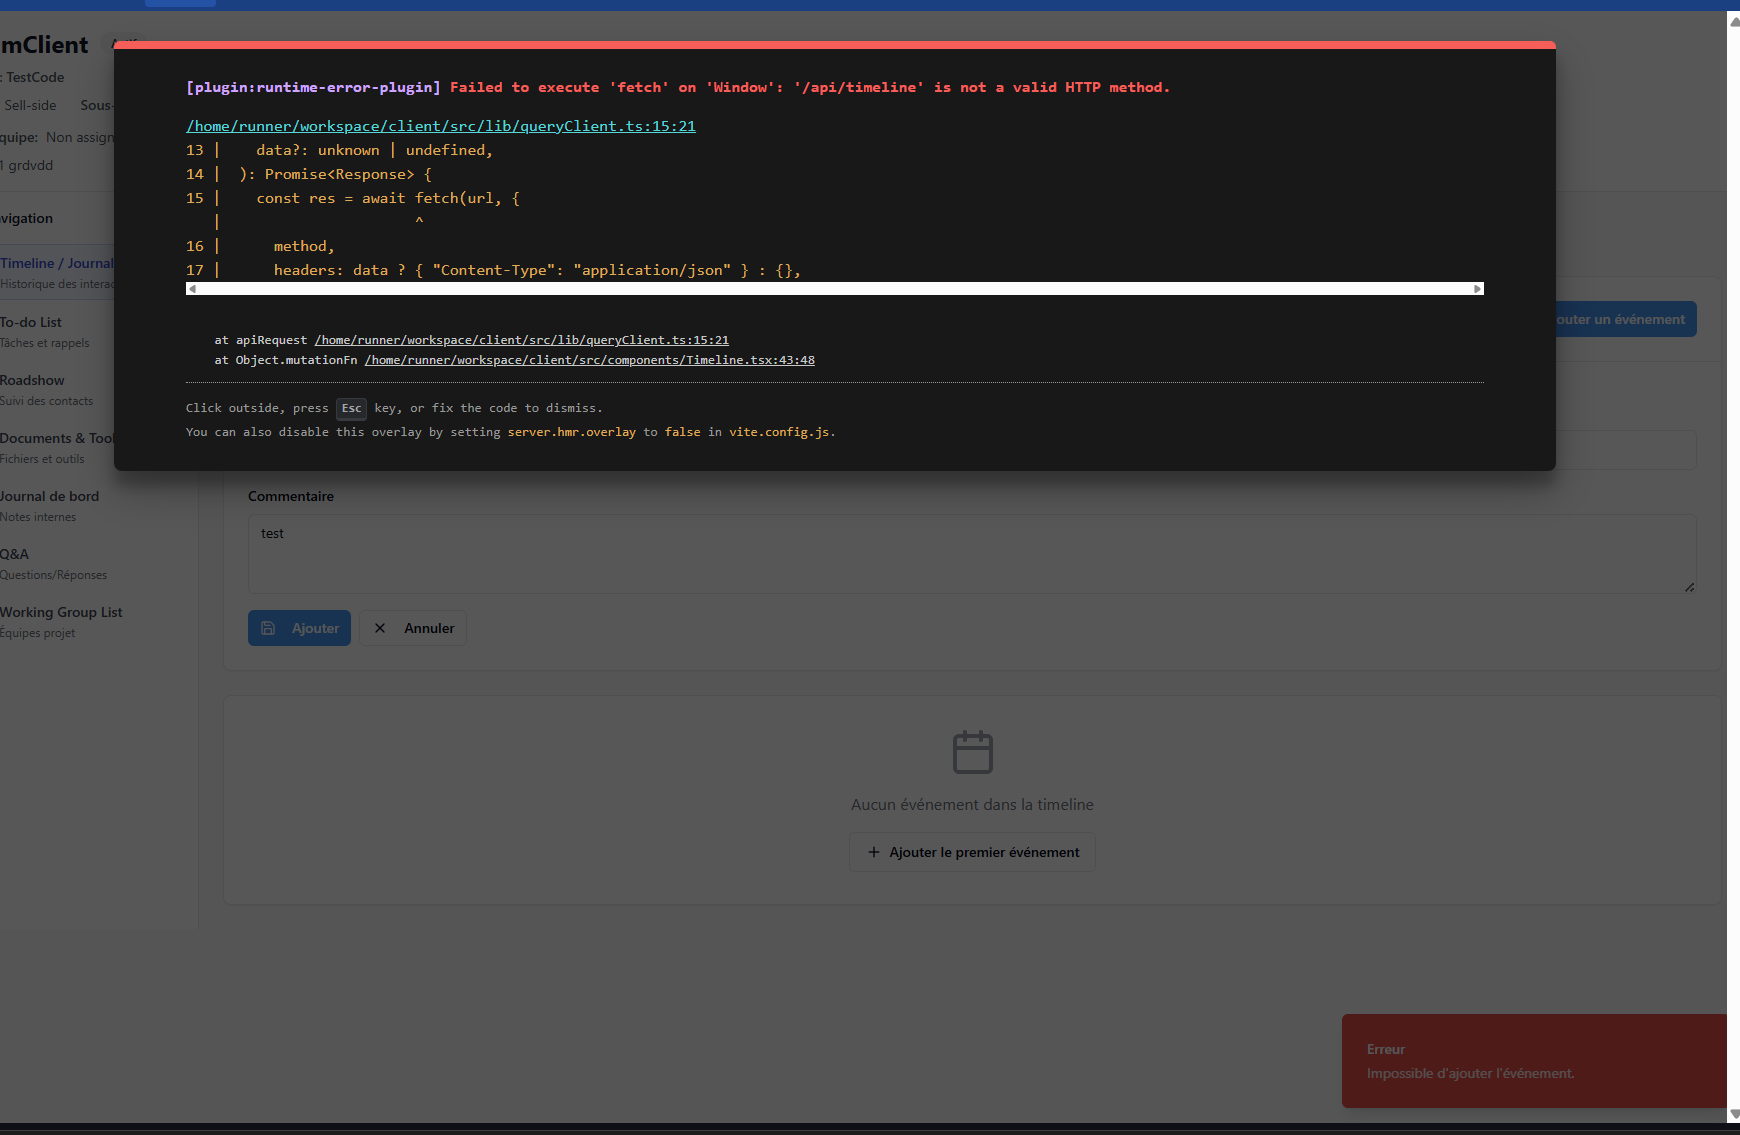 mClient
: TestCode
Sell-side Sous-
quipe: Non assign
1 grdvdd
vigation
Timeline / Journal
Historique des interac
To-do List
Tâches et rappels
Roadshow
Suivi des contacts
Documents & Tool
Fichiers et outils
Journal de bord
Notes internes
Q&A
Questions/Réponses
Working Group List
Équipes projet
[plugin:runtime-error-plugin] Failed to execute 'fetch' on 'Window': '/api/timeline' is not a valid HTTP method.
/home/runner/workspace/client/src/lib/queryClient.ts:15:21
13 | data?: unknown | undefined,
14 | ): Promise<Response> {
15 | const res = await fetch(url, {
| ^
16 | method,
17 | headers: data ? { "Content-Type": "application/json" } : {},
at apiRequest /home/runner/workspace/client/src/lib/queryClient.ts:15:21
at Object.mutationFn /home/runner/workspace/client/src/components/Timeline.tsx:43:48
Click outside, press Esc key, or fix the code to dismiss.
You can also disable this overlay by setting server.hmr.overlay to false in vite.config.js.
outer un événement
Commentaire
test
Ajouter
Annuler
Aucun événement dans la timeline
+ Ajouter le premier événement
Erreur
Impossible d'ajouter l'événement.